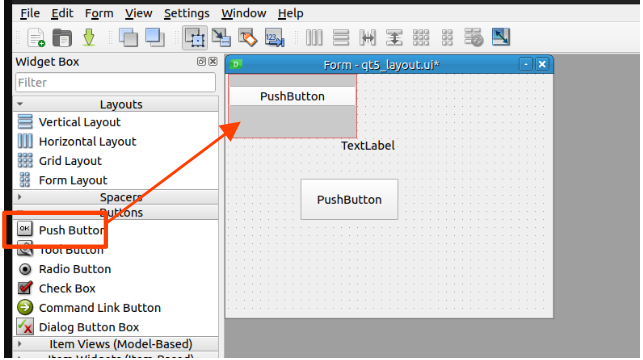 File Edit Form View Settings Window Help
Widget Box
Form - qt5_layout.ui*
Filter
PushButton
Layouts
Vertical Layout
Horizontal Layout
TextLabel
Grid Layout
Form Layout
PushButton
Spacers
Buttons
OK Push Button
Tool Button
Radio Button
Check Box
Command Link Button
Dialog Button Box
Item Views (Model-Based)
Item Widgets (Item-Based)